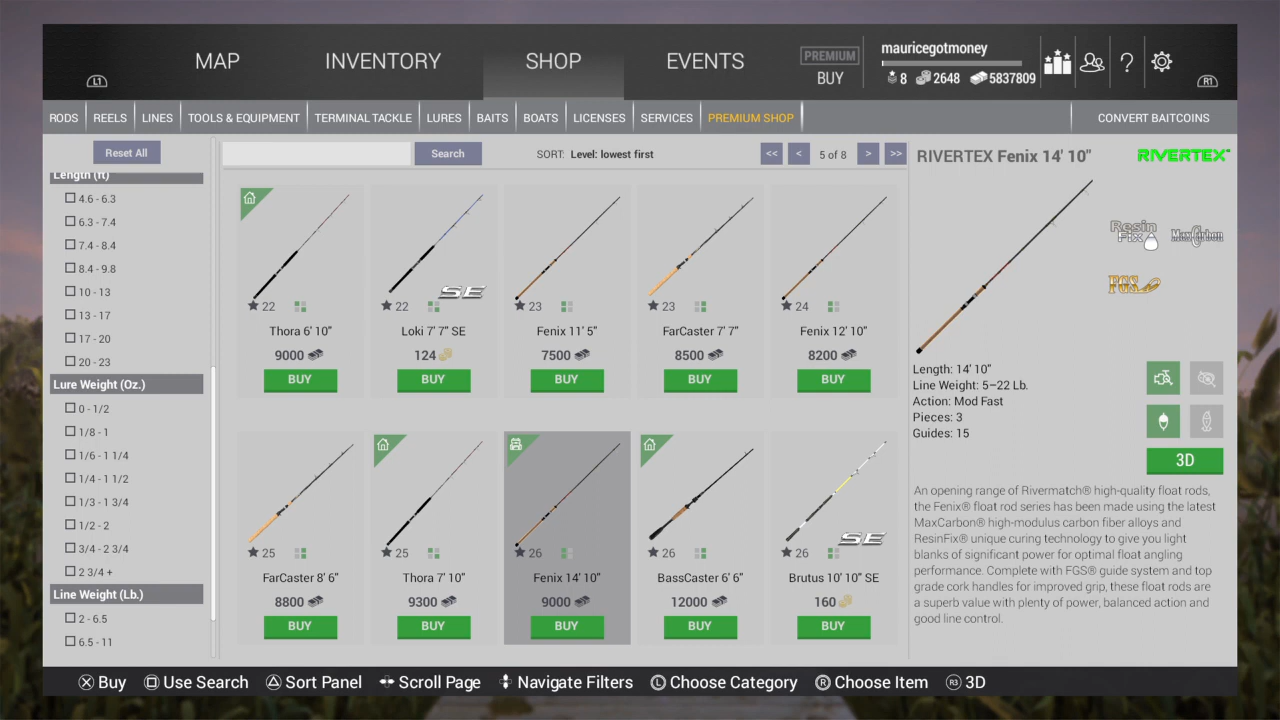 MAP
INVENTORY
SHOP
EVENTS
PREMIUM
BUY
mauricegotmoney
8 2648 5837809
L1
R1
RODS
REELS
LINES
TOOLS & EQUIPMENT
TERMINAL TACKLE
LURES
BAITS
BOATS
LICENSES
SERVICES
PREMIUM SHOP
CONVERT BAITCOINS
Reset All
Search
SORT: Level: lowest first
<< < 5 of 8 > >>
Length (ft)
4.6 - 6.3
6.3 - 7.4
7.4 - 8.4
8.4 - 9.8
10 - 13
13 - 17
17 - 20
20 - 23
Lure Weight (Oz.)
0 - 1/2
1/8 - 1
1/6 - 1 1/4
1/4 - 1 1/2
1/3 - 1 3/4
1/2 - 2
3/4 - 2 3/4
2 3/4 +
Line Weight (Lb.)
2 - 6.5
6.5 - 11
22
Thora 6' 10"
9000
BUY
22
SE
Loki 7' 7" SE
124
BUY
23
Fenix 11' 5"
7500
BUY
23
FarCaster 7' 7"
8500
BUY
24
Fenix 12' 10"
8200
BUY
25
FarCaster 8' 6"
8800
BUY
25
Thora 7' 10"
9300
BUY
26
Fenix 14' 10"
9000
BUY
26
BassCaster 6' 6"
12000
BUY
26
SE
Brutus 10' 10" SE
160
BUY
RIVERTEX Fenix 14' 10"
RIVERTEX
Resin Fix
MaxCarbon
FGS
Length: 14' 10"
Line Weight: 5–22 Lb.
Action: Mod Fast
Pieces: 3
Guides: 15
3D
An opening range of Rivermatch® high-quality float rods,
the Fenix® float rod series has been made using the latest
MaxCarbon® high-modulus carbon fiber alloys and
ResinFix® unique curing technology to give you light
blanks of significant power for optimal float angling
performance. Complete with FGS® guide system and top
grade cork handles for improved grip, these float rods are
a superb value with plenty of power, balanced action and
good line control.
Buy
Use Search
Sort Panel
Scroll Page
Navigate Filters
L Choose Category
R Choose Item
R3 3D